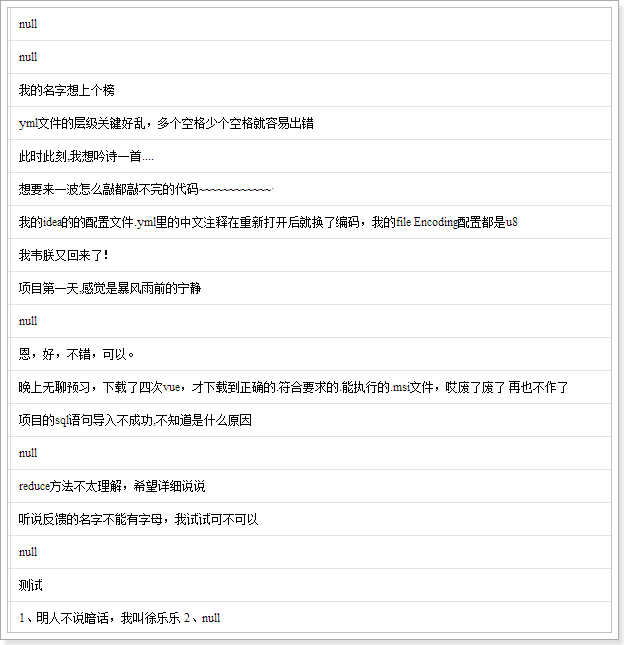 null
null
我的名字想上个榜
yml文件的层级关键好乱，多个空格少个空格就容易出错
此时此刻,我想吟诗一首....
想要来一波怎么敲都敲不完的代码~~~~~~~~~~~~·
我的idea的的配置文件.yml里的中文注释在重新打开后就换了编码，我的file Encoding配置都是u8
我韦朕又回来了！
项目第一天,感觉是暴风雨前的宁静
null
恩，好，不错，可以。
晚上无聊预习，下载了四次vue，才下载到正确的.符合要求的.能执行的.msi文件，哎废了废了 再也不作了
项目的sql语句导入不成功,不知道是什么原因
null
reduce方法不太理解，希望详细说说
听说反馈的名字不能有字母，我试试可不可以
null
测试
1、明人不说暗话，我叫徐乐乐 2、null